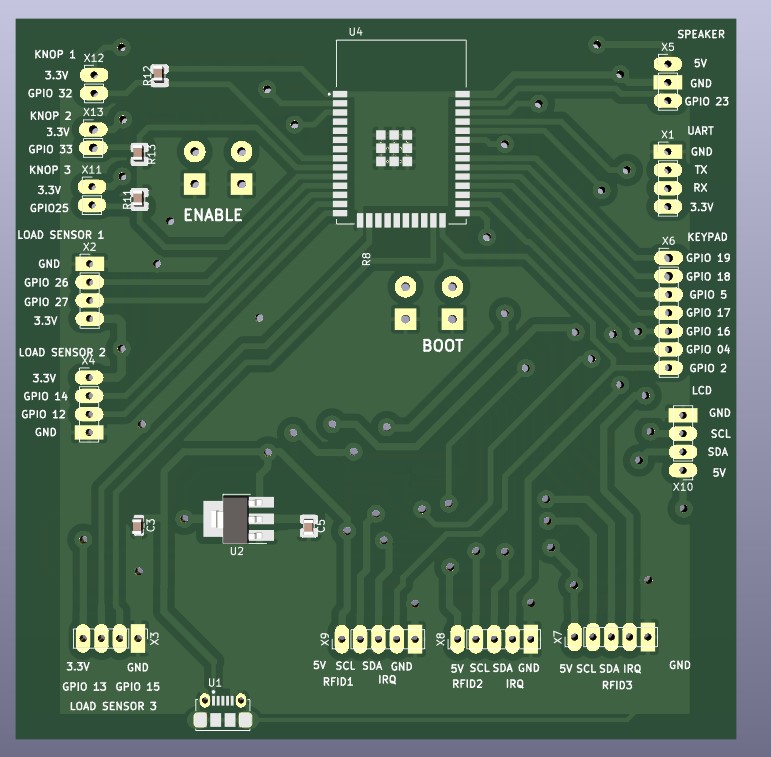 U4
SPEAKER
KNOP 1
X12
X5
3.3V
R12
5V
GND
GPIO 32
GPIO 23
KNOP 2
X13
3.3V
UART
X1
GPIO 33
R13
GND
KNOP 3
X11
TX
3.3V
RX
GPIO25
R11
3.3V
ENABLE
LOAD SENSOR 1
X2
KEYPAD
X6
GND
R8
GPIO 19
GPIO 26
GPIO 18
GPIO 27
GPIO 5
3.3V
GPIO 17
GPIO 16
BOOT
LOAD SENSOR 2
X4
GPIO 04
3.3V
GPIO 2
GPIO 14
LCD
GPIO 12
GND
GND
SCL
SDA
5V
X10
C3
C5
U2
X3
X9
X8
X7
3.3V
GND
5V SCL SDA GND
5V SCL SDA GND
5V SCL SDA IRQ
GND
IRQ
IRQ
RFID1
RFID2
RFID3
GPIO 13
GPIO 15
U1
LOAD SENSOR 3